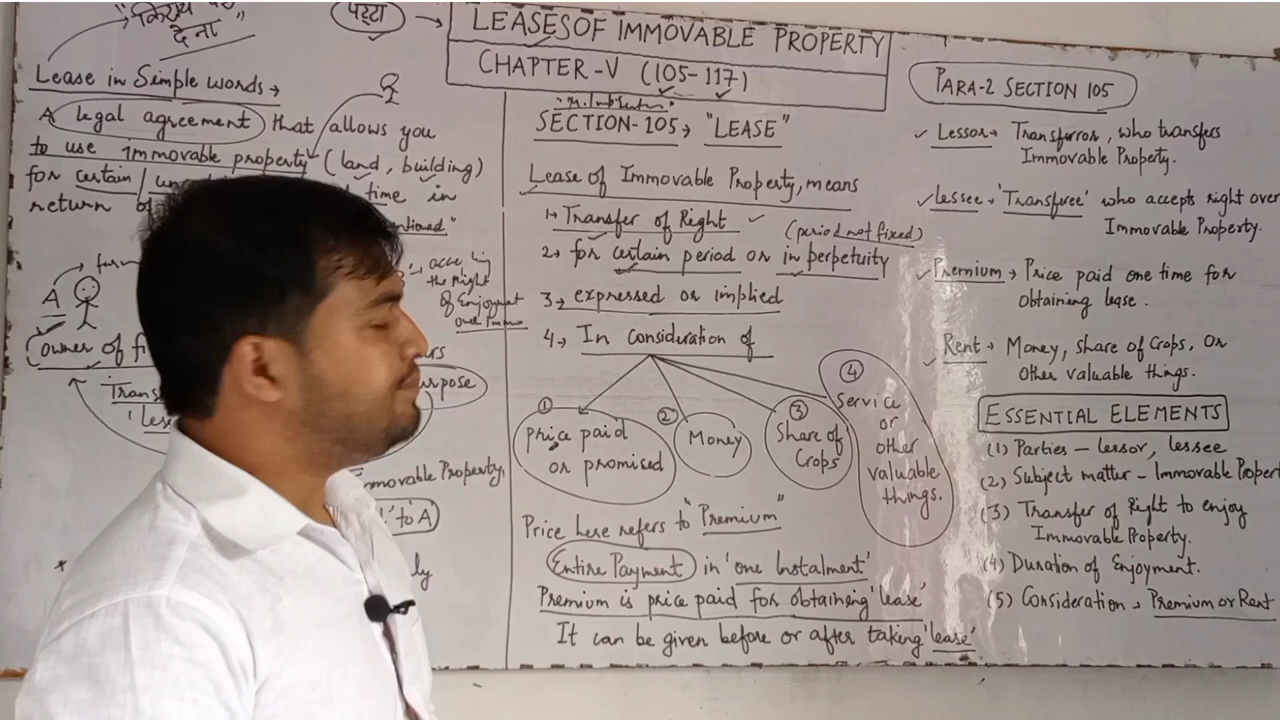 "किराये पर
देना"
पट्टा →
LEASES OF IMMOVABLE PROPERTY
CHAPTER-V (105-117)
Lease in Simple words →
A legal agreement that allows you
to use immovable property (land, building)
for certain/
time in
return of
A
owner of
'to A
Immovable Property,
SECTION-105 → "LEASE"
Lease of Immovable Property, means
1→ Transfer of Right
(period not fixed)
2→ for certain period or in perpetuity
3→ expressed or implied
4→ In consideration of
① Price paid
or promised
② Money
③ Share of
Crops
④
Service
or
other
valuable
things.
Price here refers to "Premium"
Entire Payment in 'one Instalment'
Premium is price paid for obtaining 'lease'
It can be given before or after taking 'lease'
PARA-2 SECTION 105
Lessor → Transferror, who transfers
Immovable Property.
Lessee → 'Transferee' who accepts right over
Immovable Property.
Premium → Price paid one time for
obtaining lease.
Rent → Money, share of Crops, or
Other valuable things.
ESSENTIAL ELEMENTS
(1) Parties – lessor, lessee
(2) Subject matter – Immovable Propert
(3) Transfer of Right to enjoy
Immovable Property.
(4) Duration of Enjoyment.
(5) Consideration → Premium or Rent